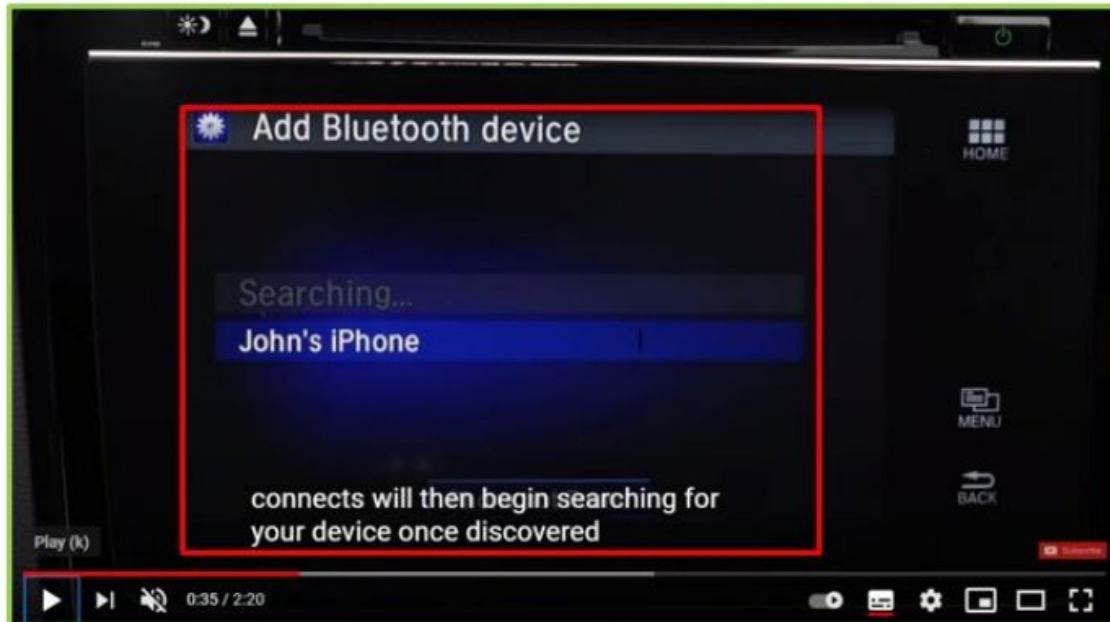 Add Bluetooth device
HOME
Searching...
John's iPhone
MENU
connects will then begin searching for
your device once discovered
BACK
Play (k)
Subscribe
0:35 / 2:20